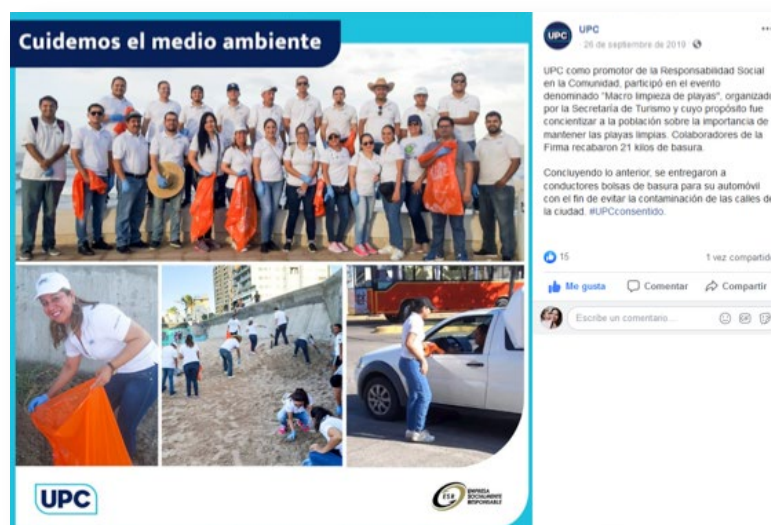 Cuidemos el medio ambiente
UPC
ESR
EMPRESA
SOCIALMENTE
RESPONSABLE
UPC
UPC
26 de septiembre de 2019
UPC como promotor de la Responsabilidad Social
en la Comunidad, participó en el evento
denominado "Macro limpieza de playas", organizado
por la Secretaría de Turismo y cuyo propósito fue
concientizar a la población sobre la importancia de
mantener las playas limpias. Colaboradores de la
Firma recabaron 21 kilos de basura.
Concluyendo lo anterior, se entregaron a
conductores bolsas de basura para su automóvil
con el fin de evitar la contaminación de las calles de
la ciudad. #UPCconsentido.
15
1 vez compartido
Me gusta
Comentar
Compartir
Escribe un comentario...
GIF